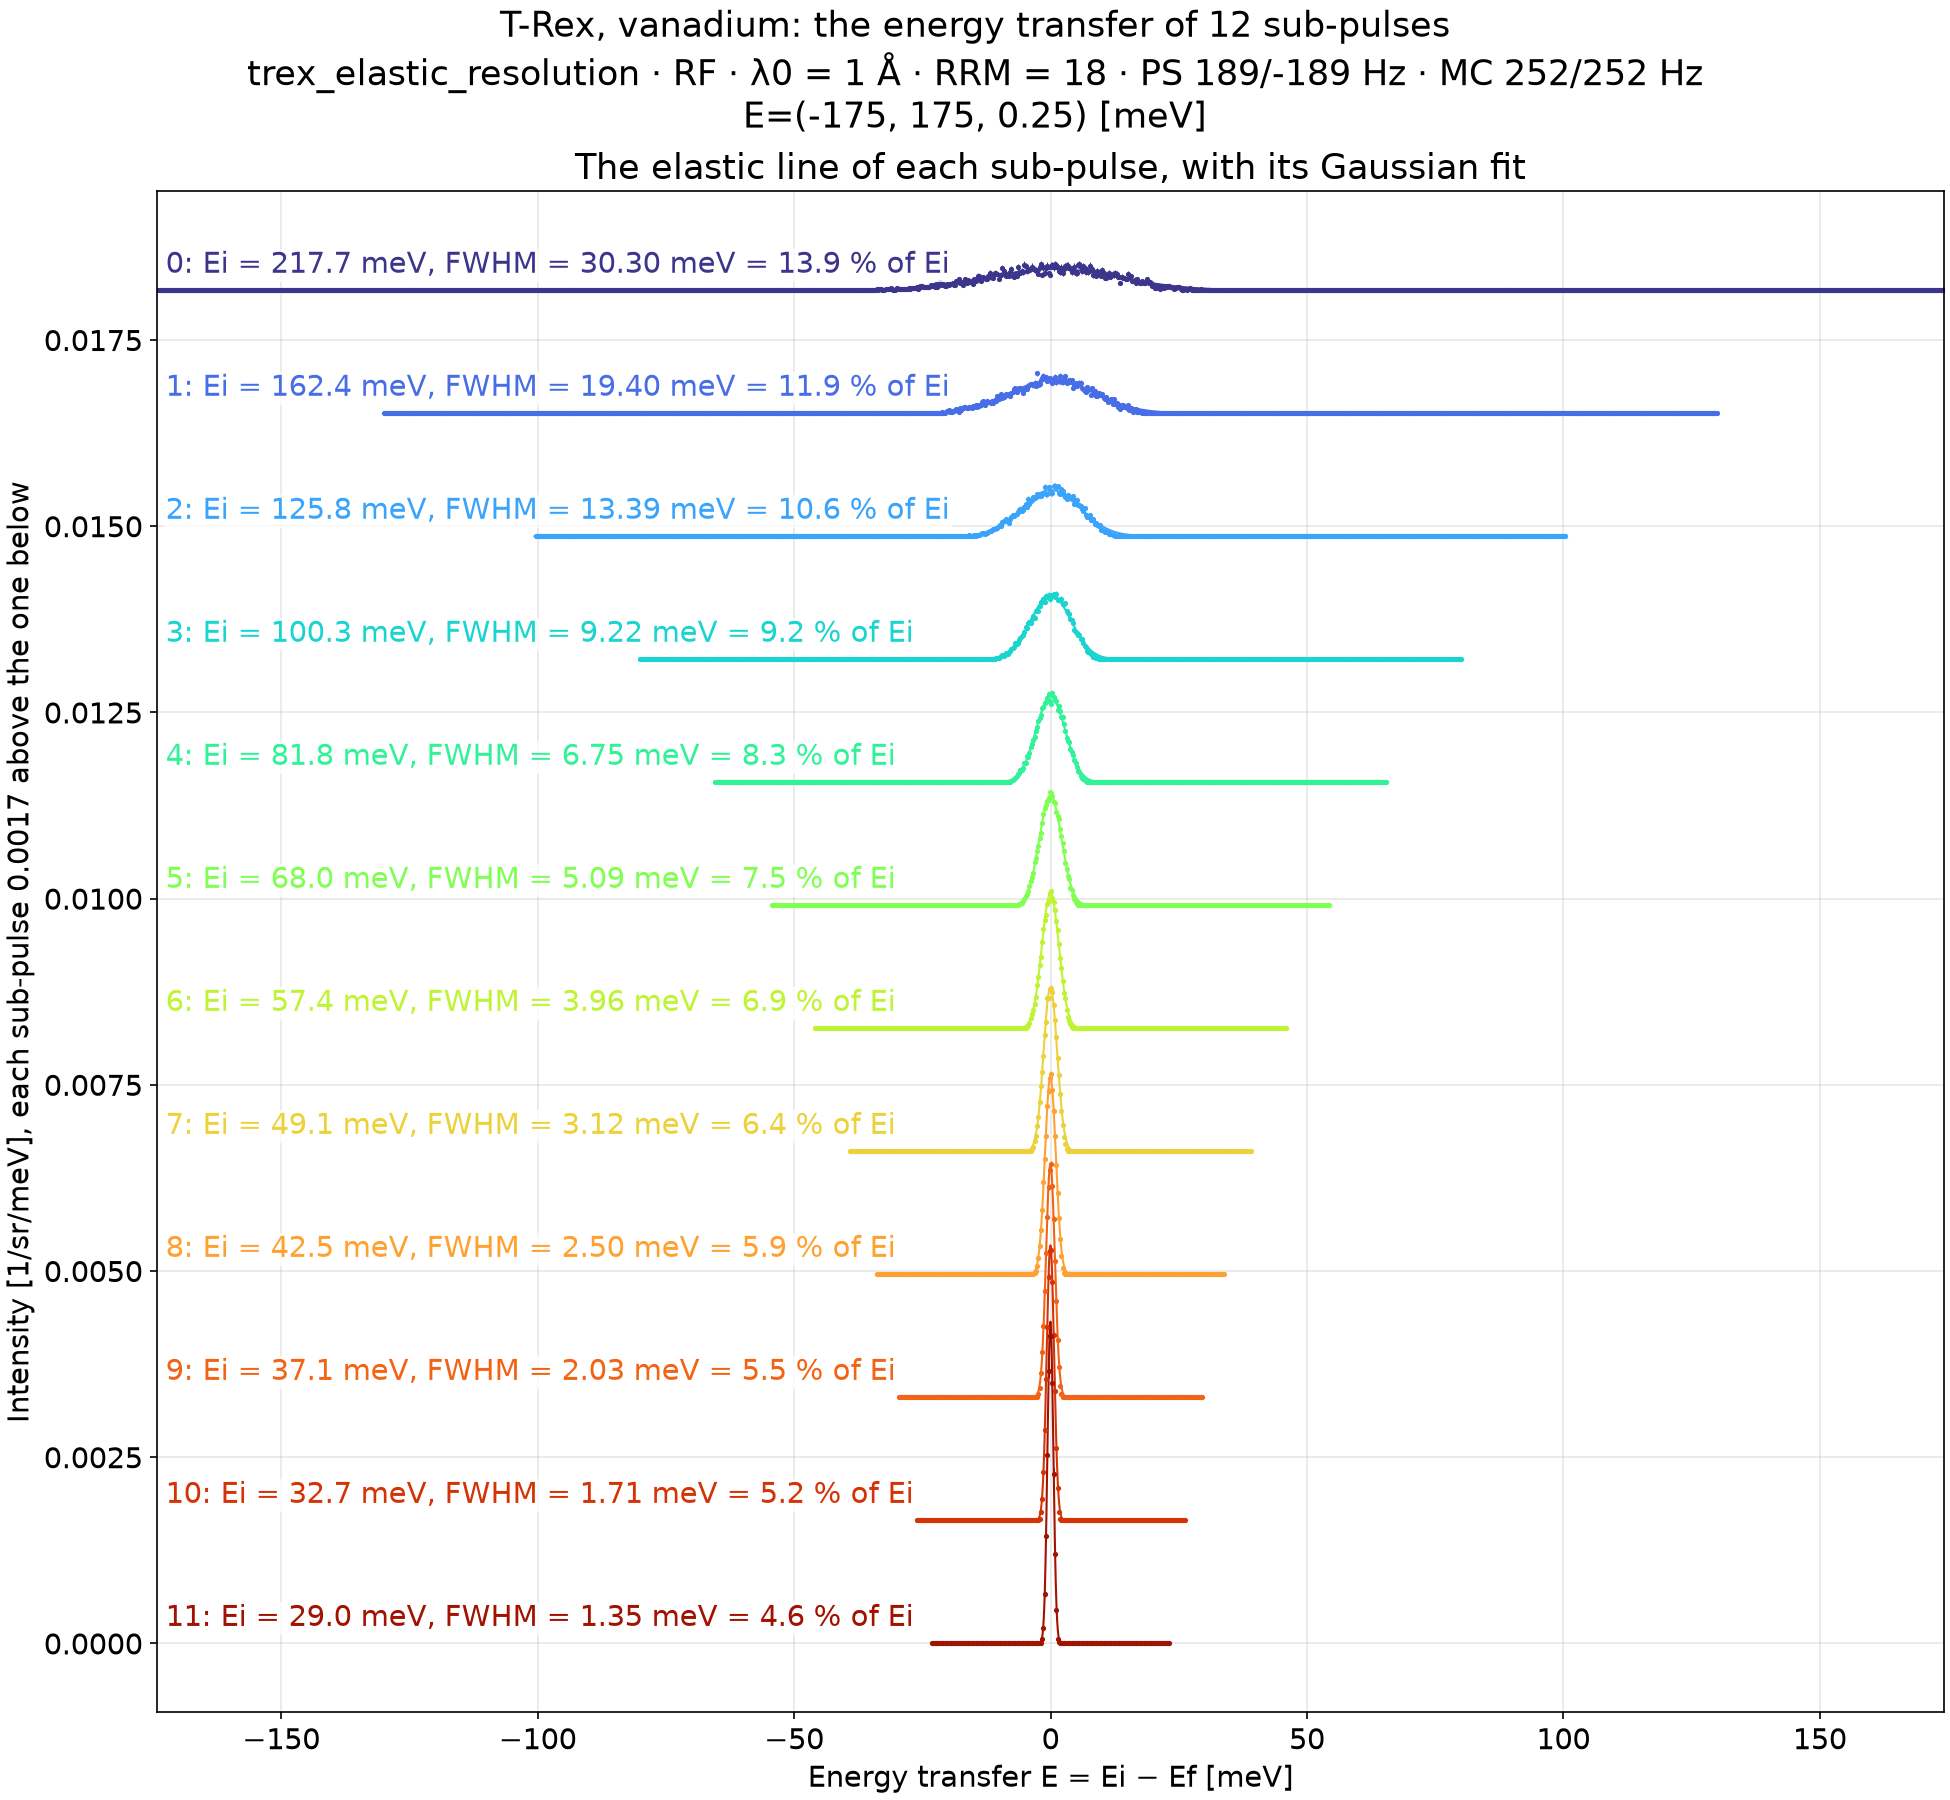 T-Rex, vanadium: the energy transfer of 12 sub-pulses
trex_elastic_resolution · RF · λ0 = 1 Å · RRM = 18 · PS 189/-189 Hz · MC 252/252 Hz
E=(-175, 175, 0.25) [meV]
The elastic line of each sub-pulse, with its Gaussian fit
0: Ei = 217.7 meV, FWHM = 30.30 meV = 13.9 % of Ei
0.0175
1: Ei = 162.4 meV, FWHM = 19.40 meV = 11.9 % of Ei
2: Ei = 125.8 meV, FWHM = 13.39 meV = 10.6 % of Ei
0.0150
3: Ei = 100.3 meV, FWHM = 9.22 meV = 9.2 % of Ei
0.0125
4: Ei = 81.8 meV, FWHM = 6.75 meV = 8.3 % of Ei
5: Ei = 68.0 meV, FWHM = 5.09 meV = 7.5 % of Ei
0.0100
6: Ei = 57.4 meV, FWHM = 3.96 meV = 6.9 % of Ei
0.0075
7: Ei = 49.1 meV, FWHM = 3.12 meV = 6.4 % of Ei
8: Ei = 42.5 meV, FWHM = 2.50 meV = 5.9 % of Ei
0.0050
9: Ei = 37.1 meV, FWHM = 2.03 meV = 5.5 % of Ei
0.0025
10: Ei = 32.7 meV, FWHM = 1.71 meV = 5.2 % of Ei
11: Ei = 29.0 meV, FWHM = 1.35 meV = 4.6 % of Ei
0.0000
Intensity [1/sr/meV], each sub-pulse 0.0017 above the one below
−150
−100
−50
0
50
100
150
Energy transfer E = Ei − Ef [meV]